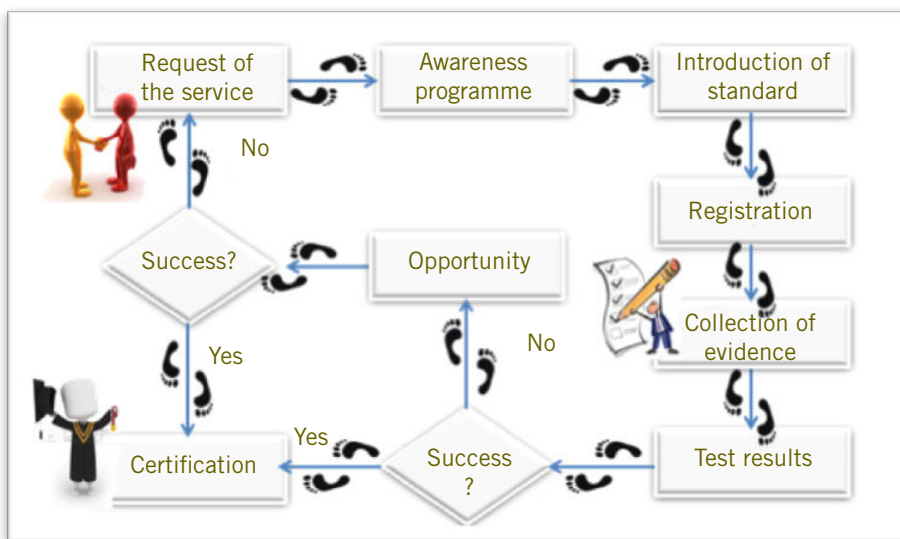 Request of
the service
Awareness
programme
Introduction of
standard
No
Registration
Success?
Opportunity
Collection of
evidence
No
Yes
Yes
Certification
Success
?
Test results